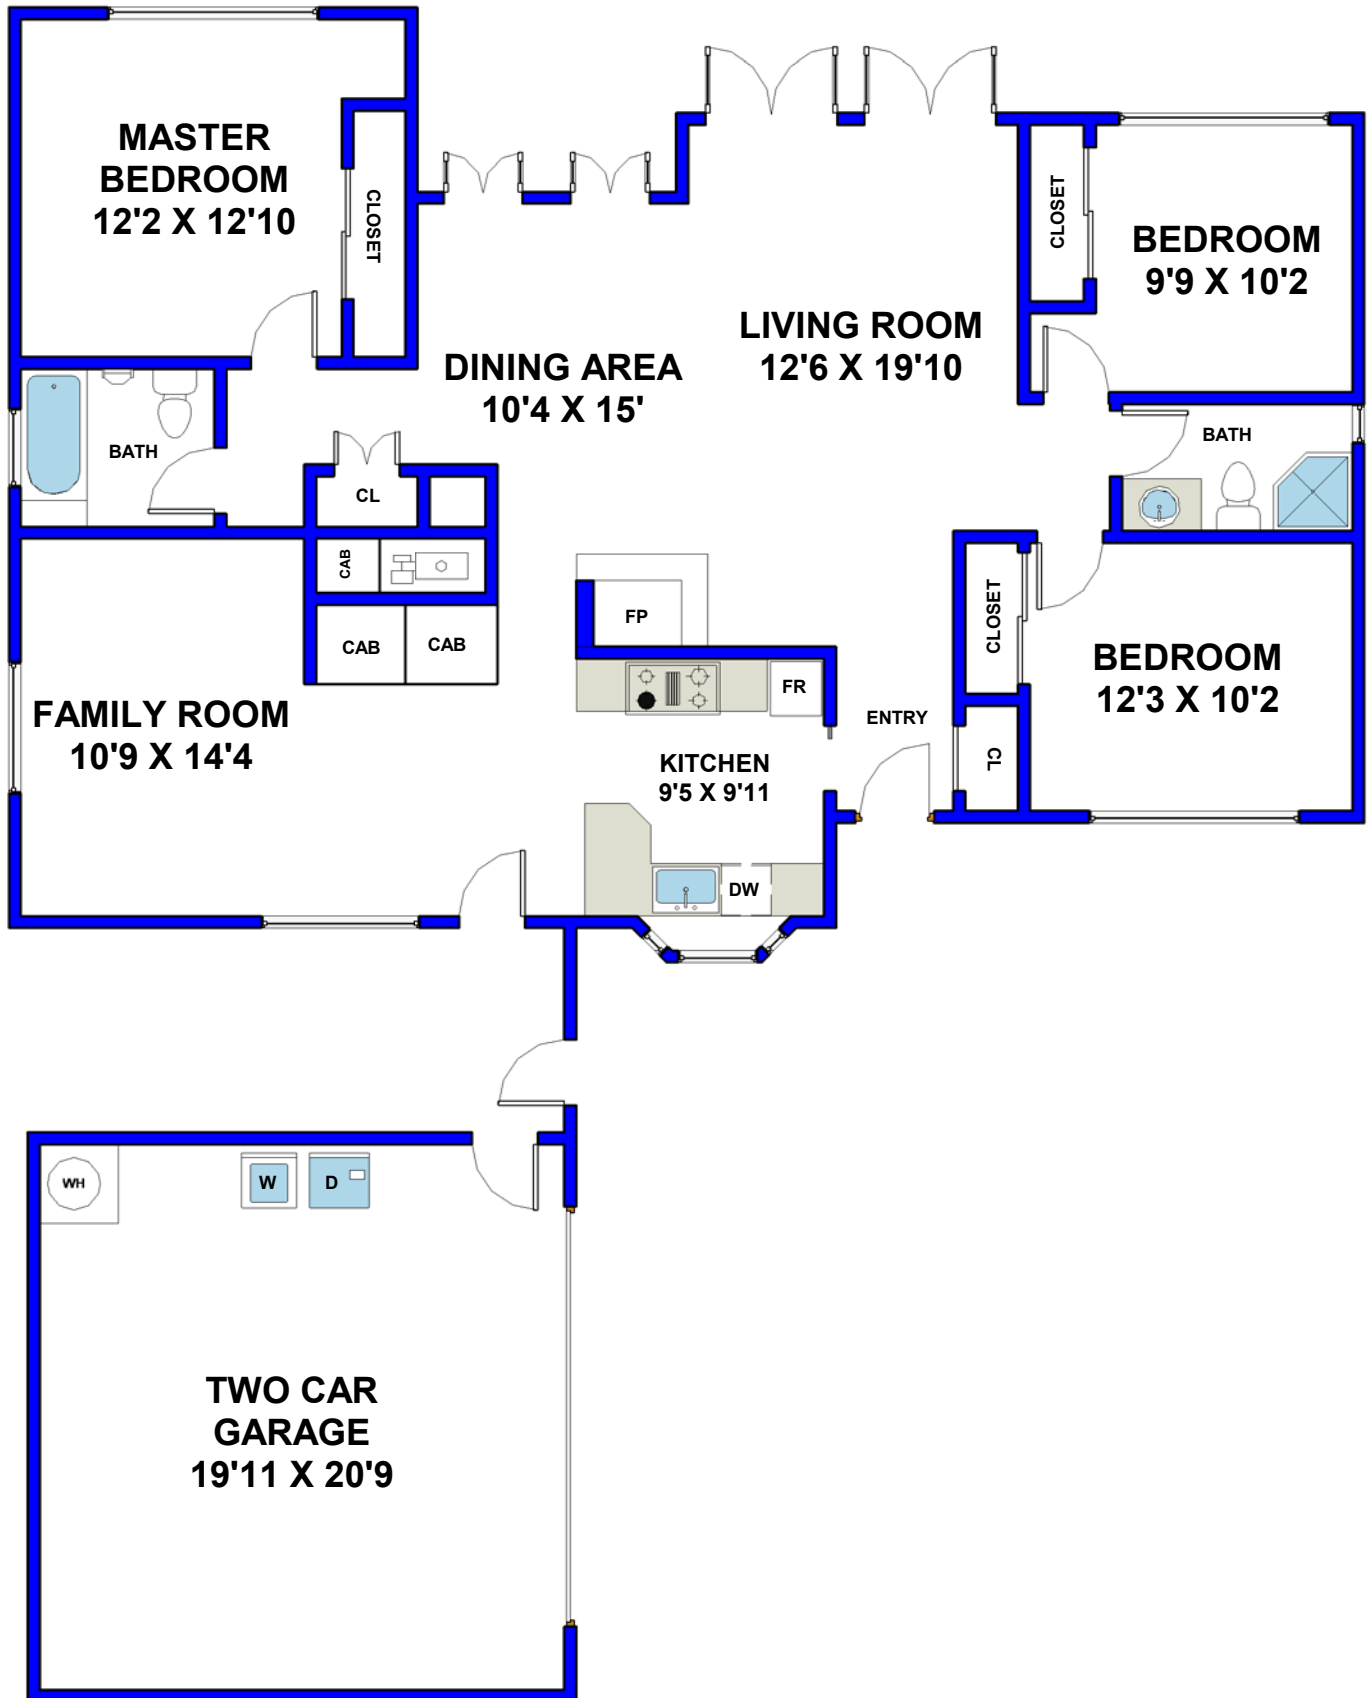 MASTER
BEDROOM
12'2 X 12'10
CLOSET
CLOSET
BEDROOM
9'9 X 10'2
LIVING ROOM
12'6 X 19'10
DINING AREA
10'4 X 15'
BATH
BATH
CL
CAB
CAB
CAB
FP
FR
CLOSET
BEDROOM
12'3 X 10'2
FAMILY ROOM
10'9 X 14'4
ENTRY
CL
KITCHEN
9'5 X 9'11
DW
WH
W
D
TWO CAR
GARAGE
19'11 X 20'9